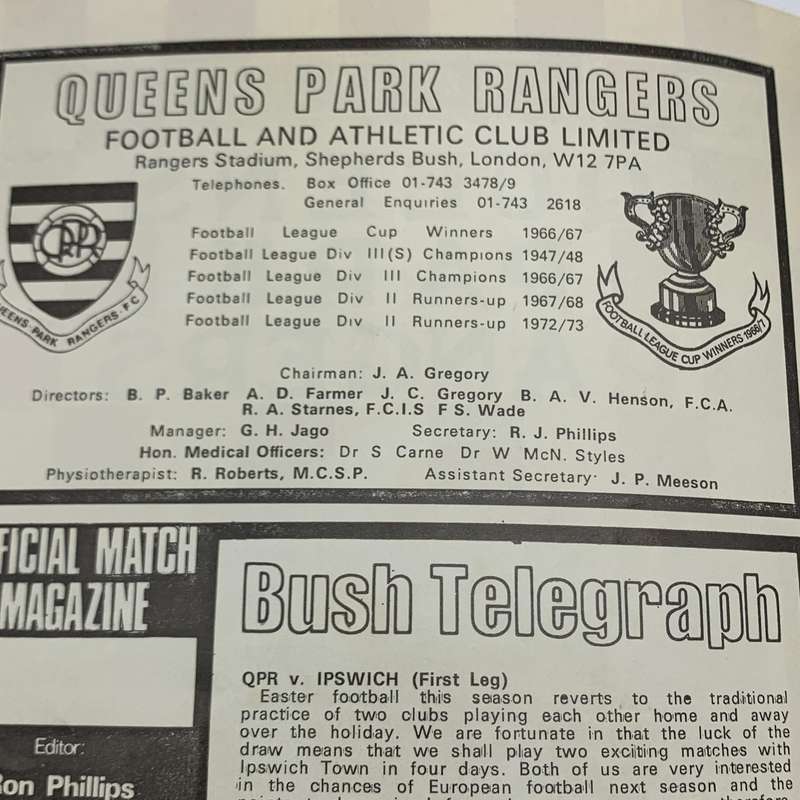 QUEENS PARK RANGERS
FOOTBALL AND ATHLETIC CLUB LIMITED
Rangers Stadium, Shepherds Bush, London, W12 7PA
Telephones. Box Office 01-743 3478/9
General Enquiries 01-743 2618
Football League Cup Winners 1966/67
Football League Div III(S) Champions 1947/48
Football League Div III Champions 1966/67
Football League Div II Runners-up 1967/68
Football League Div II Runners-up 1972/73
QPR
PARK RANGERS F.C
FOOTBALL LEAGUE CUP WINNERS 1966/7
Chairman: J. A. Gregory
Directors: B. P. Baker A. D. Farmer J. C. Gregory B. A. V. Henson, F.C.A.
R. A. Starnes, F.C.I.S F S. Wade
Manager: G. H. Jago Secretary: R. J. Phillips
Hon. Medical Officers: Dr S Carne Dr W McN. Styles
Physiotherapist: R. Roberts, M.C.S.P. Assistant Secretary· J. P. Meeson
FICIAL MATCH
MAGAZINE
Editor:
on Phillips
Bush Telegraph
QPR v. IPSWICH (First Leg)
Easter football this season reverts to the traditional
practice of two clubs playing each other home and away
over the holiday. We are fortunate in that the luck of the
draw means that we shall play two exciting matches with
Ipswich Town in four days. Both of us are very interested
in the chances of European football next season and the